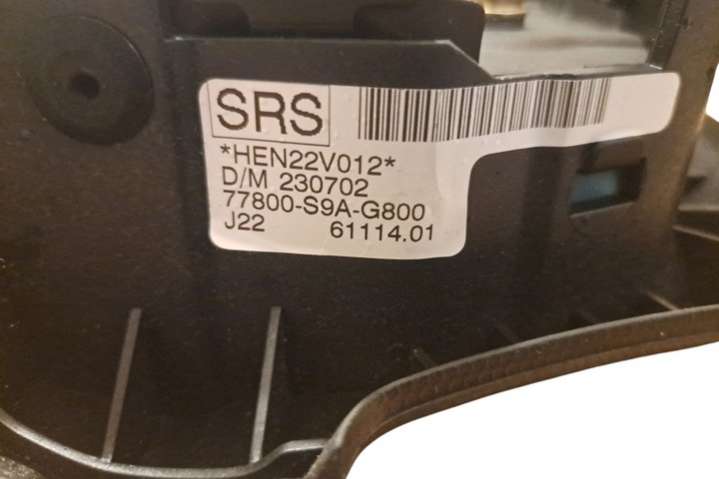 SRS
*HEN22V012*
D/M 230702
77800-S9A-G800
J22 61114.01